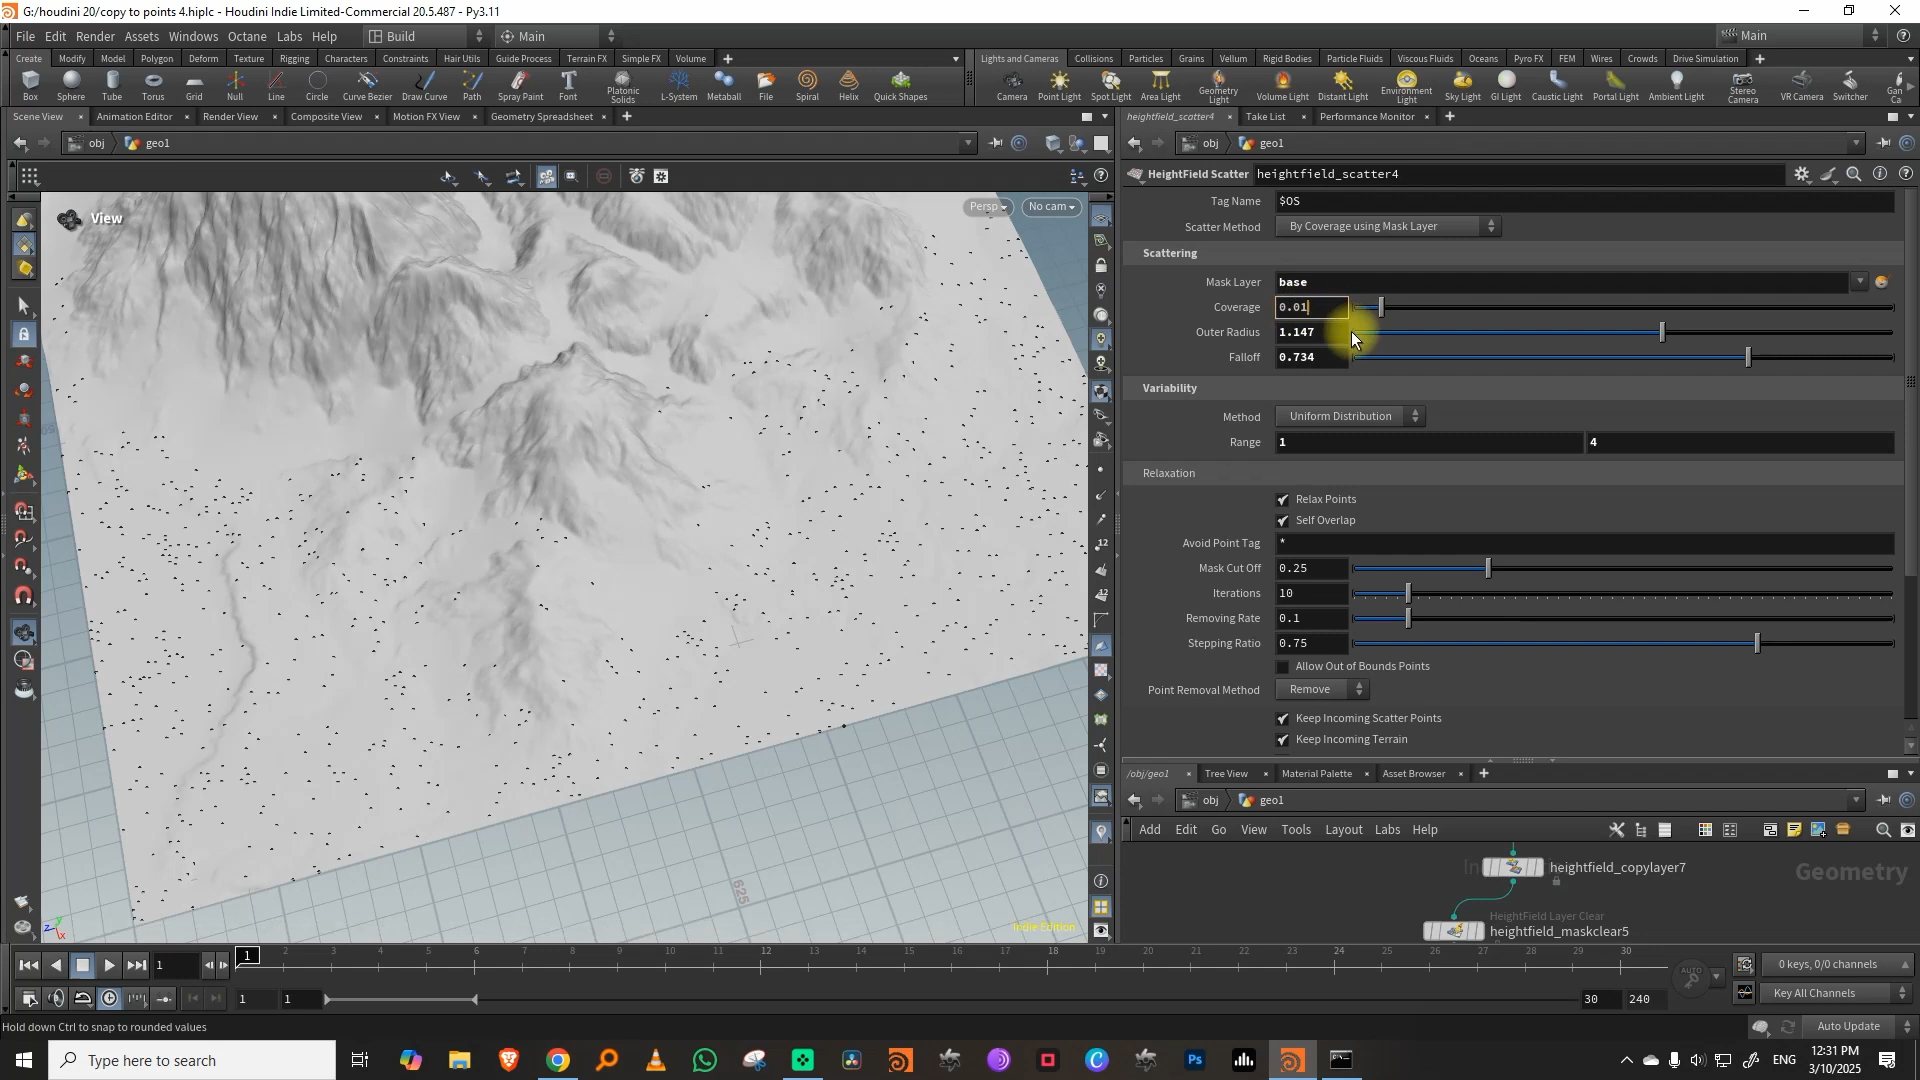 G:/houdini 20/copy to points 4.hiplc - Houdini Indie Limited-Commercial 20.5.487 - Py3.11
File Edit Render Assets Windows Octane Labs Help Build Main Main
Create Modify Model Polygon Deform Texture Rigging Characters Constraints Hair Utils Guide Process Terrain FX Simple FX Volume
Lights and Cameras Collisions Particles Grains Vellum Rigid Bodies Particle Fluids Viscous Fluids Oceans Pyro FX FEM Wires Crowds Drive Simulation
Box Sphere Tube Torus Grid Null Line Circle Curve Bezier Draw Curve Path Spray Paint Font Platonic Solids L-System Metaball File Spiral Helix Quick Shapes
Camera Point Light Spot Light Area Light Geometry Light Volume Light Distant Light Environment Light Sky Light GI Light Caustic Light Portal Light Ambient Light Stereo Camera VR Camera Switcher Gan Ca
Scene View Animation Editor Render View Composite View Motion FX View Geometry Spreadsheet
heightfield_scatter4 Take List Performance Monitor
obj geo1
obj geo1
HeightField Scatter heightfield_scatter4
View
Persp No cam
Tag Name $OS
Scatter Method By Coverage using Mask Layer
Scattering
Mask Layer base
Coverage 0.01
Outer Radius 1.147
Falloff 0.734
Variability
Method Uniform Distribution
Range 1 4
Relaxation
Relax Points
Self Overlap
Avoid Point Tag *
Mask Cut Off 0.25
Iterations 10
Removing Rate 0.1
Stepping Ratio 0.75
Allow Out of Bounds Points
Point Removal Method Remove
Keep Incoming Scatter Points
Keep Incoming Terrain
/obj/geo1 Tree View Material Palette Asset Browser
obj geo1
Add Edit Go View Tools Layout Labs Help
heightfield_copylayer7
Geometry
HeightField Layer Clear
heightfield_maskclear5
625
Indie Edition
1 1 2 3 4 5 6 7 8 9 10 11 12 13 14 15 16 17 18 19 20 21 22 23 24 25 26 27 28 29 30
AUTO
0 keys, 0/0 channels
1 1 30 240
Key All Channels
Hold down Ctrl to snap to rounded values
Auto Update
Type here to search
ENG
12:31 PM
3/10/2025